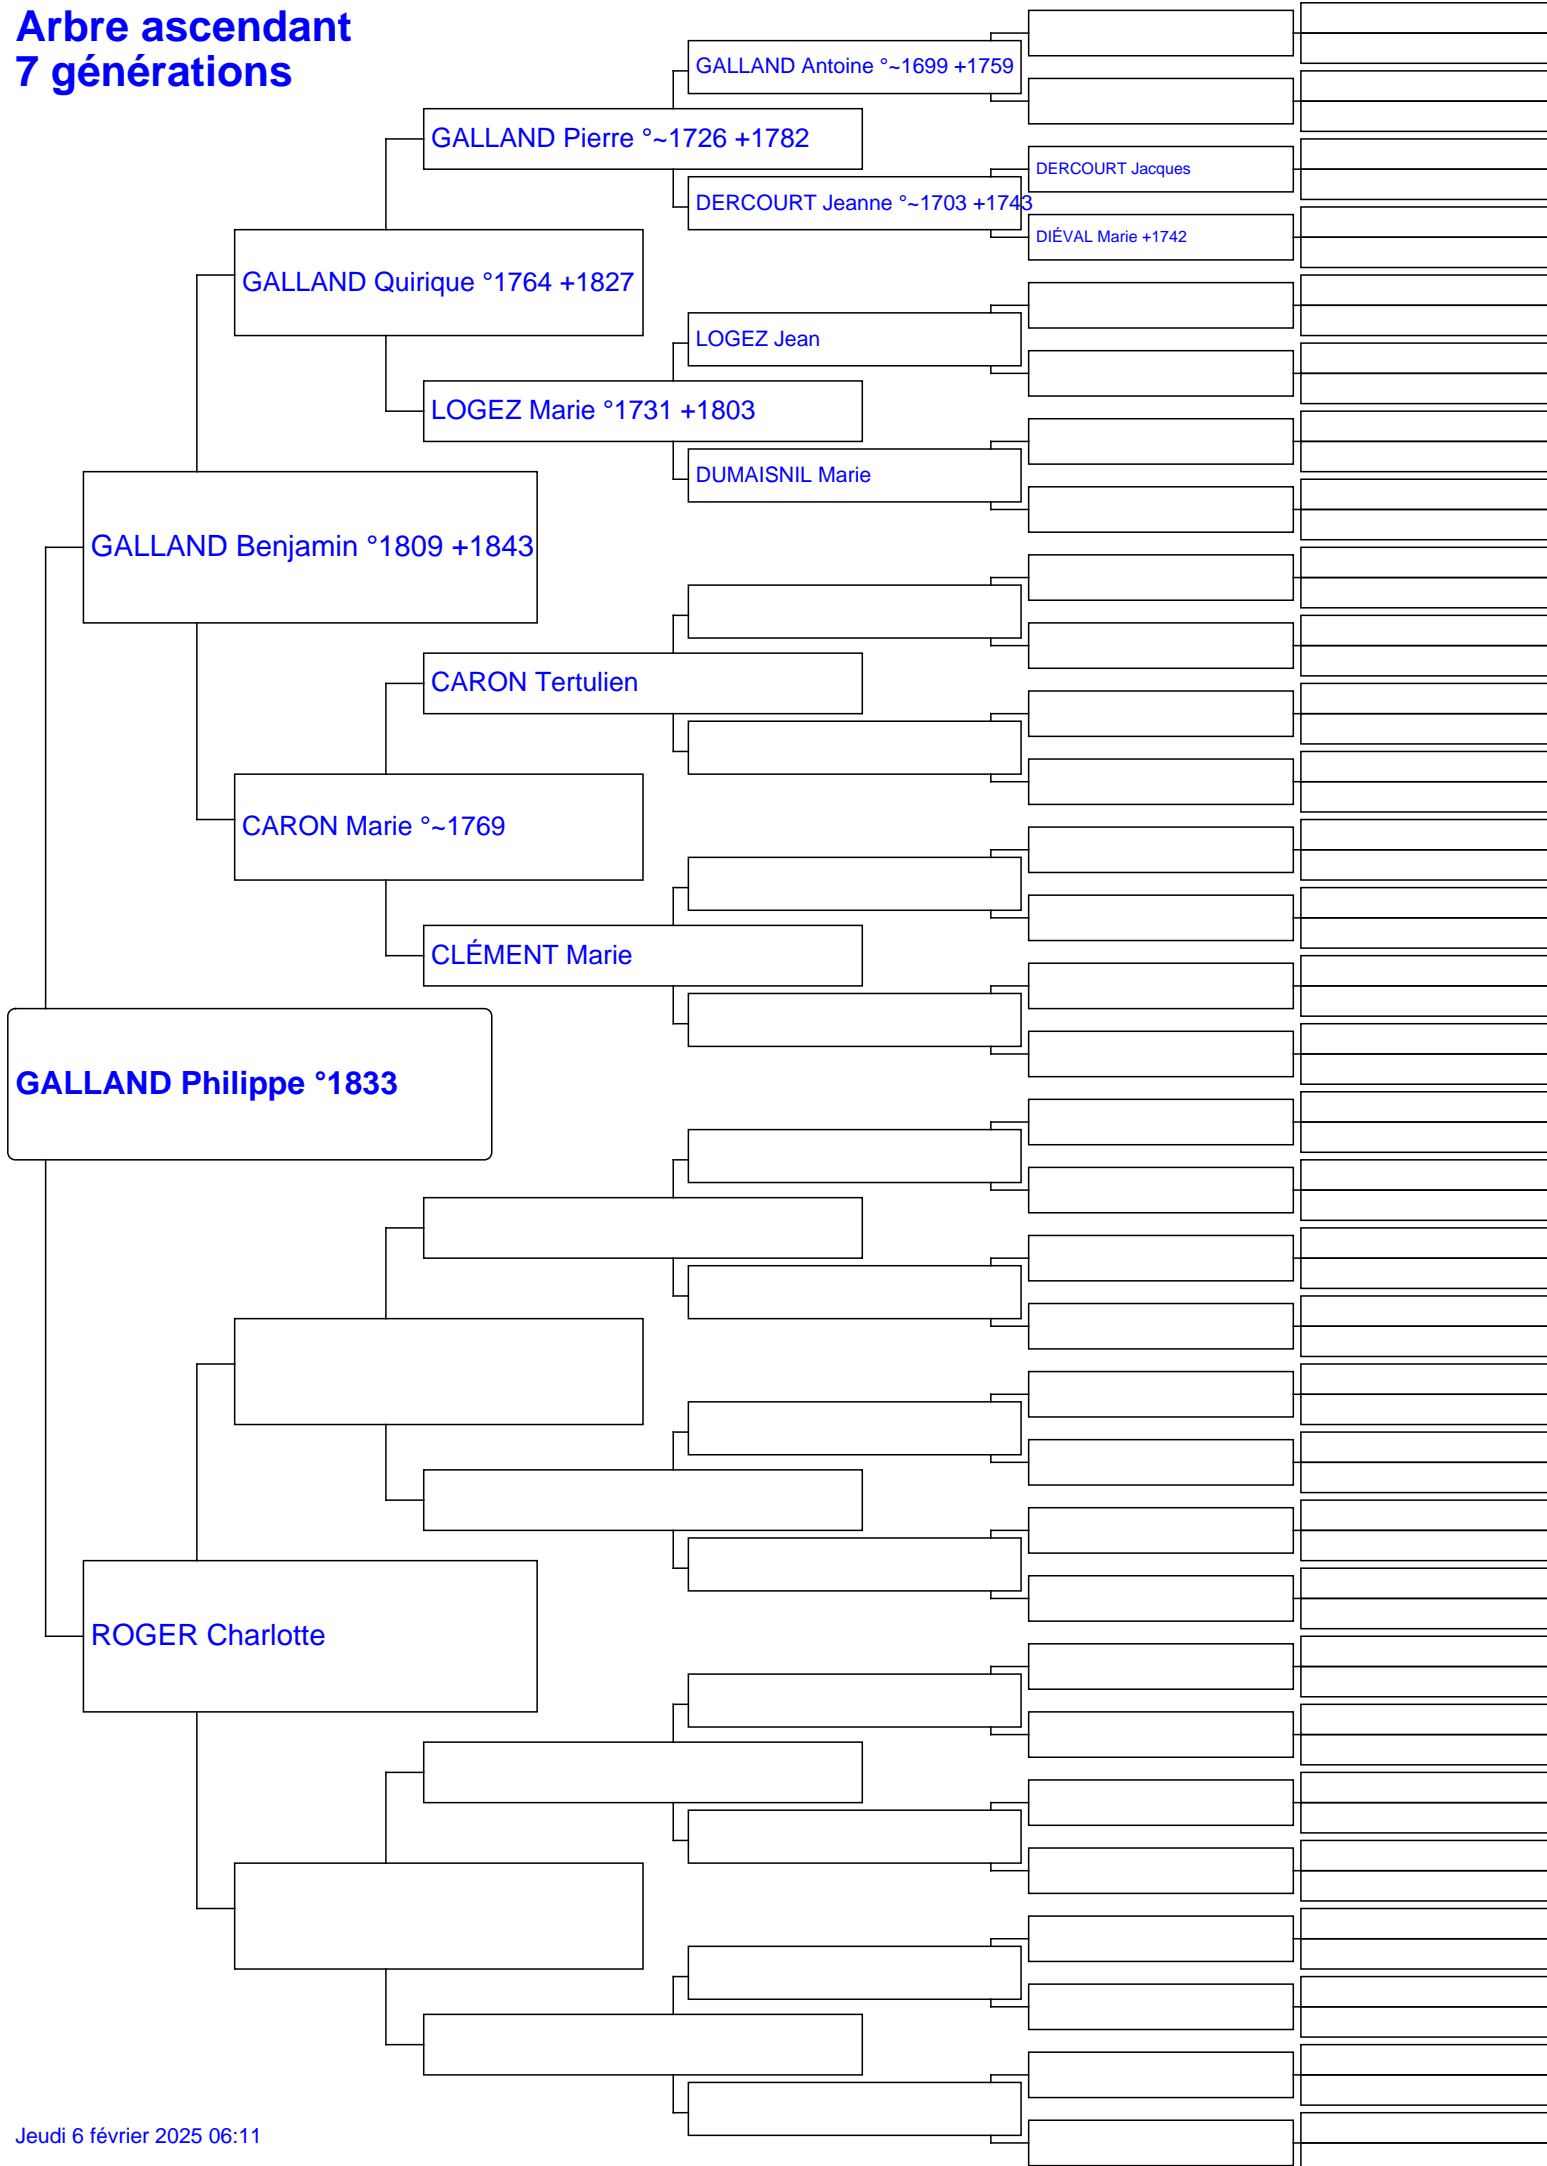 Arbre ascendant
7 générations
GALLAND Antoine °~1699 +1759
GALLAND Pierre °~1726 +1782
DERCOURT Jacques
DERCOURT Jeanne °~1703 +1743
DIÉVAL Marie +1742
GALLAND Quirique °1764 +1827
LOGEZ Jean
LOGEZ Marie °1731 +1803
DUMAISNIL Marie
GALLAND Benjamin °1809 +1843
CARON Tertulien
CARON Marie °~1769
CLÉMENT Marie
GALLAND Philippe °1833
ROGER Charlotte
Jeudi 6 février 2025 06:11